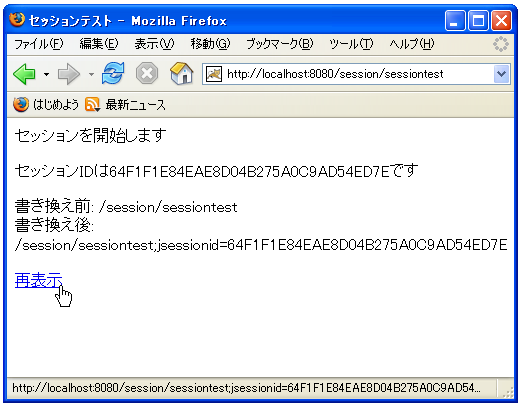 セッションテスト - Mozilla Firefox
ファイル(F) 編集(E) 表示(V) 移動(G) ブックマーク(B) ツール(T) ヘルプ(H)
http://localhost:8080/session/sessiontest
はじめよう 最新ニュース
セッションを開始します
セッションIDは64F1F1E84EAE8D04B275A0C9AD54ED7Eです
書き換え前: /session/sessiontest
書き換え後:
/session/sessiontest;jsessionid=64F1F1E84EAE8D04B275A0C9AD54ED7E
再表示
http://localhost:8080/session/sessiontest;jsessionid=64F1F1E84EAE8D04B275A0C9AD54...